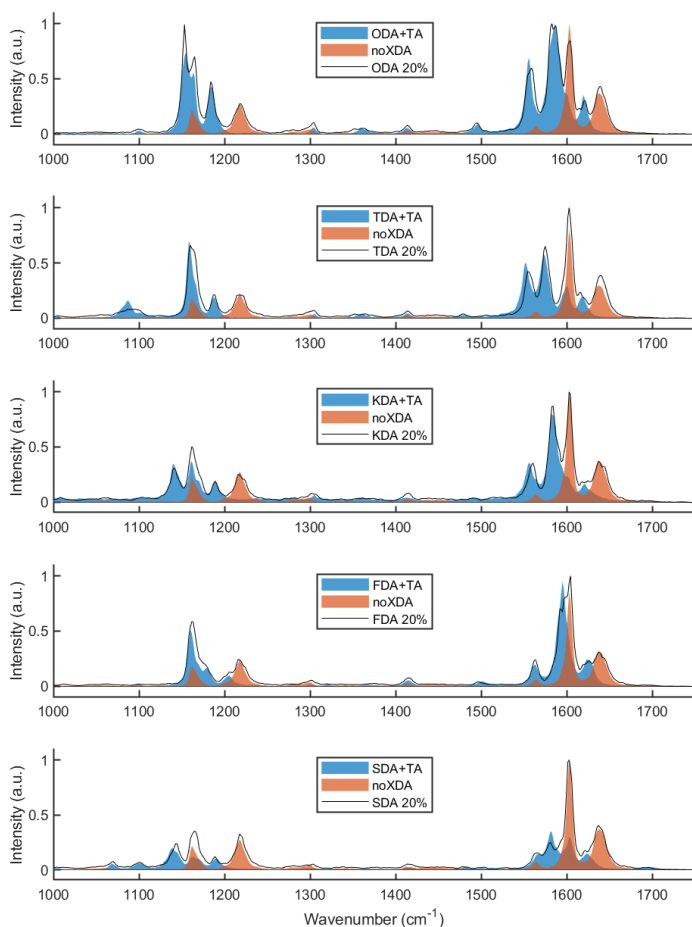 1
0.5
0
Intensity (a.u.)
ODA+TA
noXDA
ODA 20%
1000 1100 1200 1300 1400 1500 1600 1700
1
0.5
0
Intensity (a.u.)
TDA+TA
noXDA
TDA 20%
1000 1100 1200 1300 1400 1500 1600 1700
1
0.5
0
Intensity (a.u.)
KDA+TA
noXDA
KDA 20%
1000 1100 1200 1300 1400 1500 1600 1700
1
0.5
0
Intensity (a.u.)
FDA+TA
noXDA
FDA 20%
1000 1100 1200 1300 1400 1500 1600 1700
1
0.5
0
Intensity (a.u.)
SDA+TA
noXDA
SDA 20%
1000 1100 1200 1300 1400 1500 1600 1700
Wavenumber (cm⁻¹)